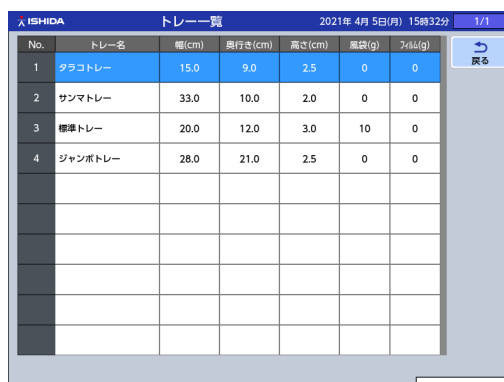 ISHIDA トレー一覧 2021年 4月 5日(月) 15時32分 1/1
戻る
No. トレー名 幅(cm) 奥行き(cm) 高さ(cm) 風袋(g) フィルム(g)
1 タラコトレー 15.0 9.0 2.5 0 0
2 サンマトレー 33.0 10.0 2.0 0 0
3 標準トレー 20.0 12.0 3.0 10 0
4 ジャンボトレー 28.0 21.0 2.5 0 0